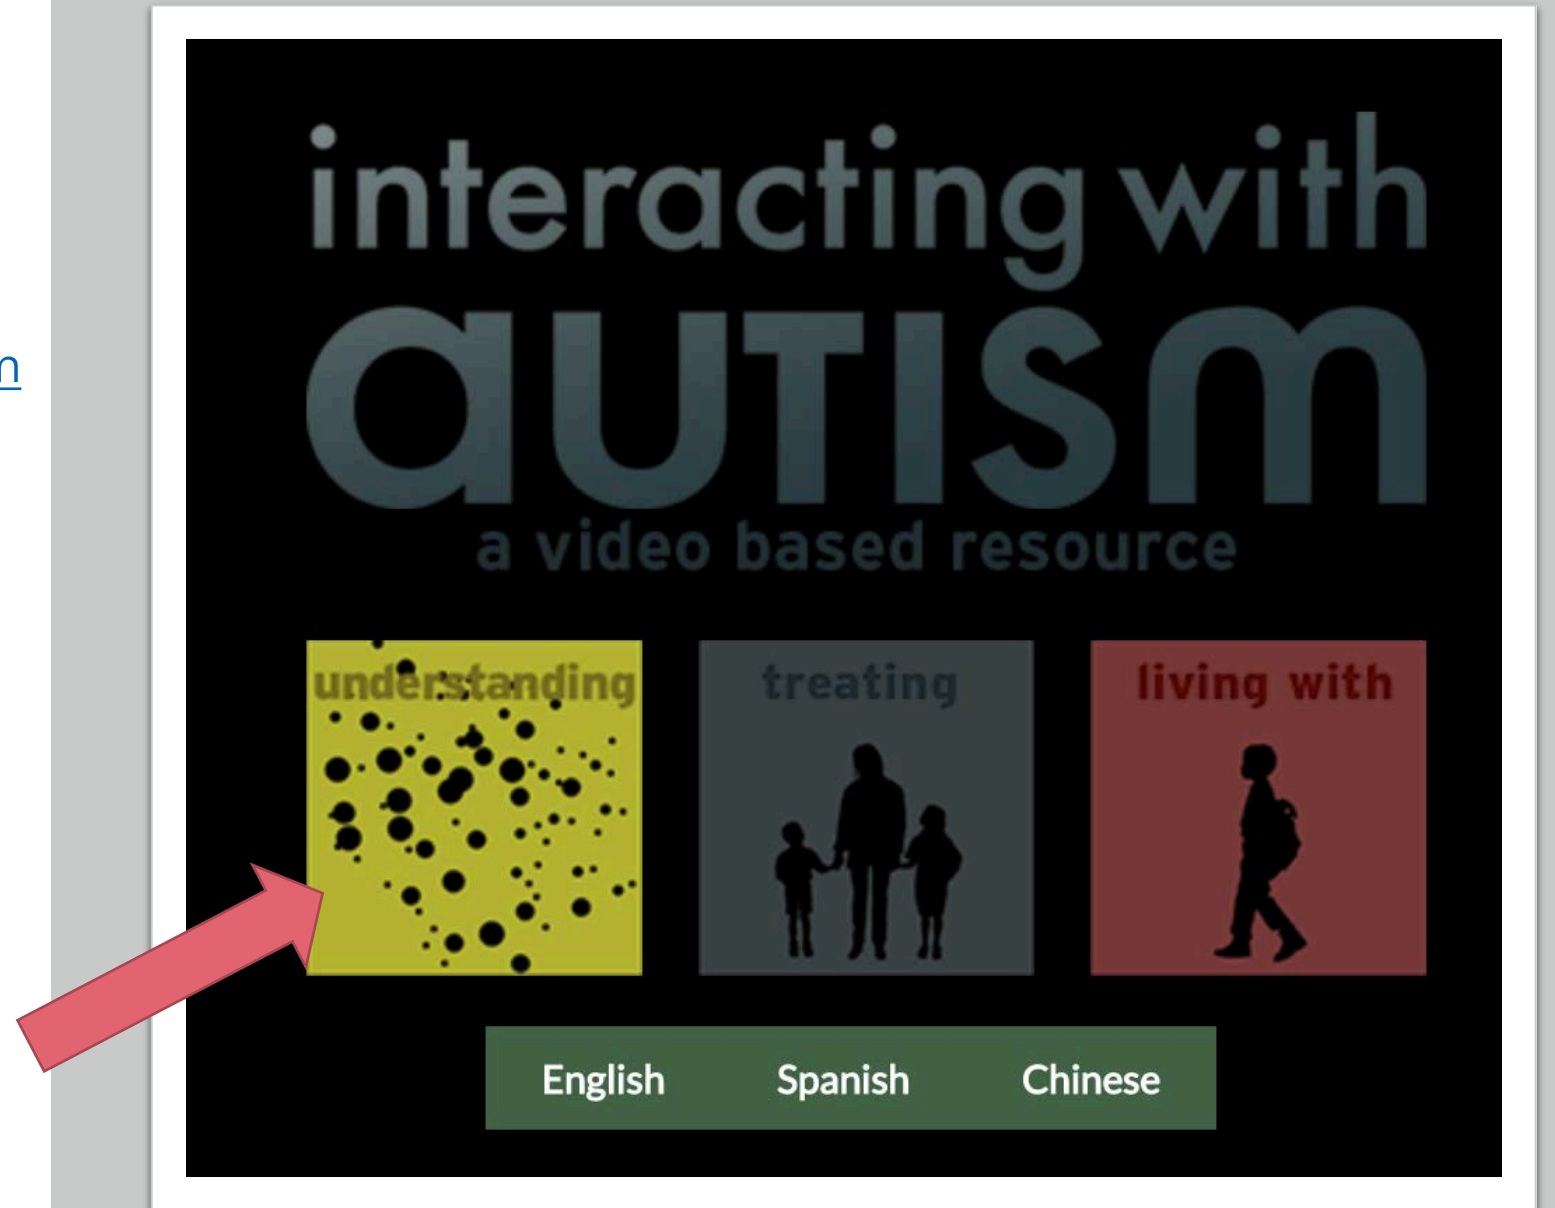 interacting with
autism
a video based resource
understanding treating living with
English Spanish Chinese